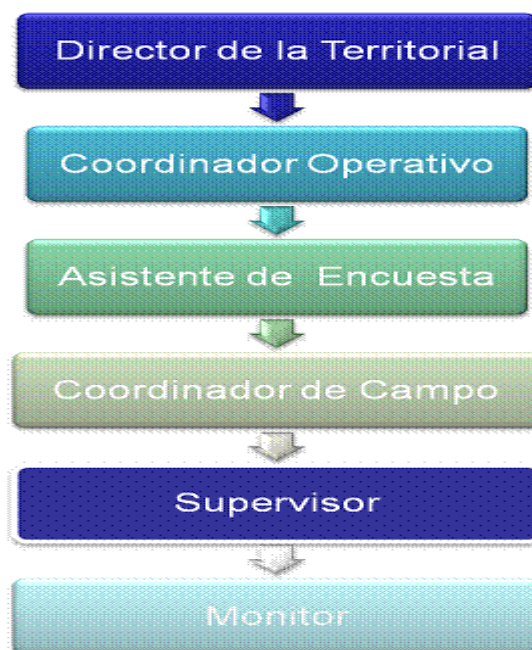 Director de la Territorial
Coordinador Operativo
Asistente de Encuesta
Coordinador de Campo
Supervisor
Monitor